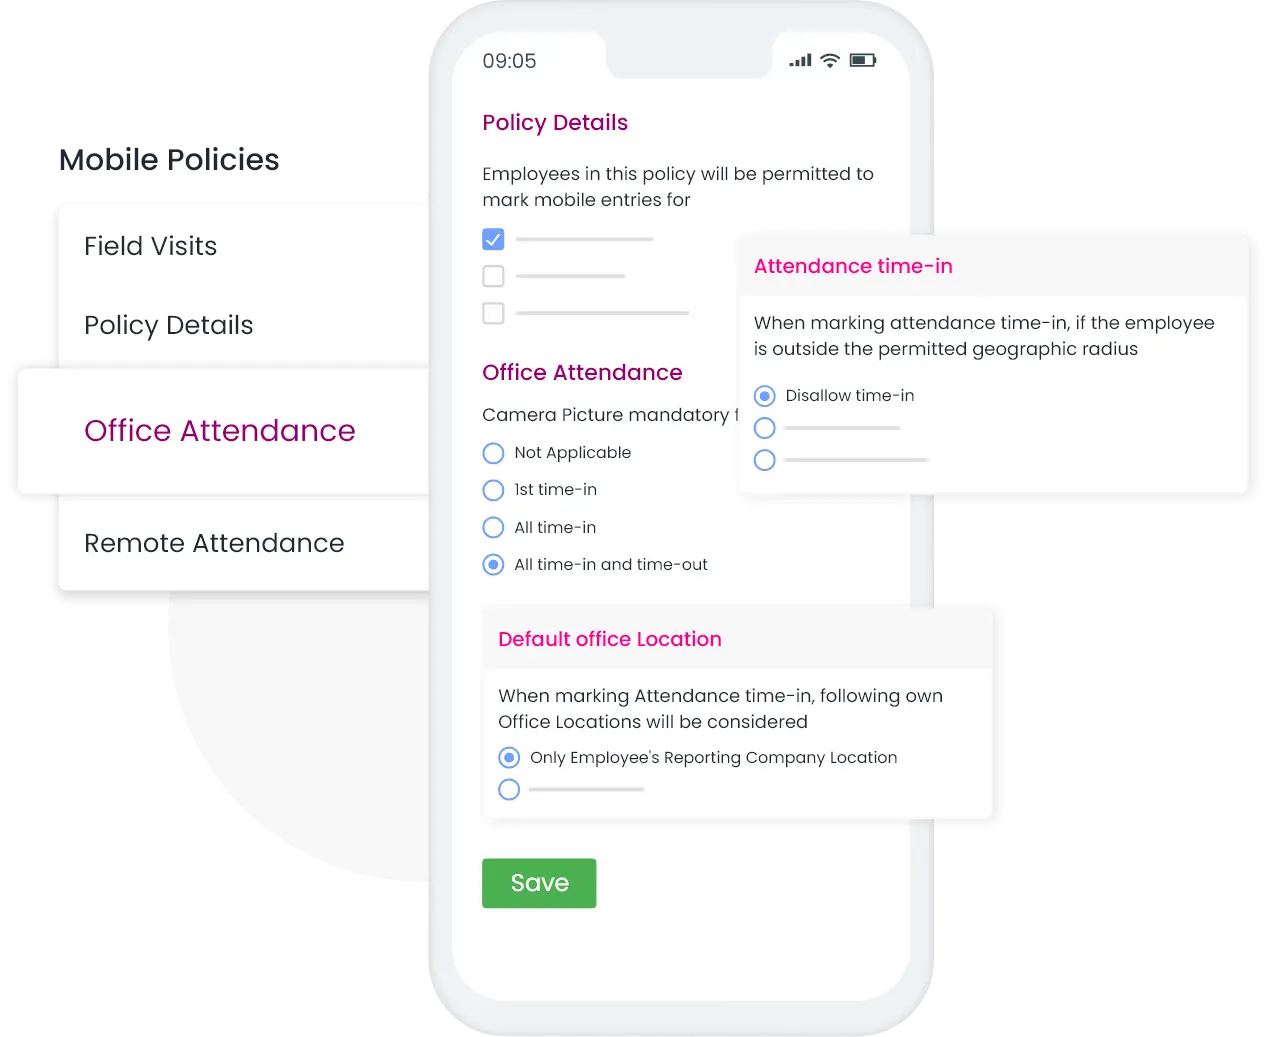 Mobile Policies
Field Visits
Policy Details
Office Attendance
Remote Attendance
09:05
Policy Details
Employees in this policy will be permitted to
mark mobile entries for
Office Attendance
Camera Picture mandatory
Not Applicable
1st time-in
All time-in
All time-in and time-out
Attendance time-in
When marking attendance time-in, if the employee
is outside the permitted geographic radius
Disallow time-in
Default office Location
When marking Attendance time-in, following own
Office Locations will be considered
Only Employee's Reporting Company Location
Save